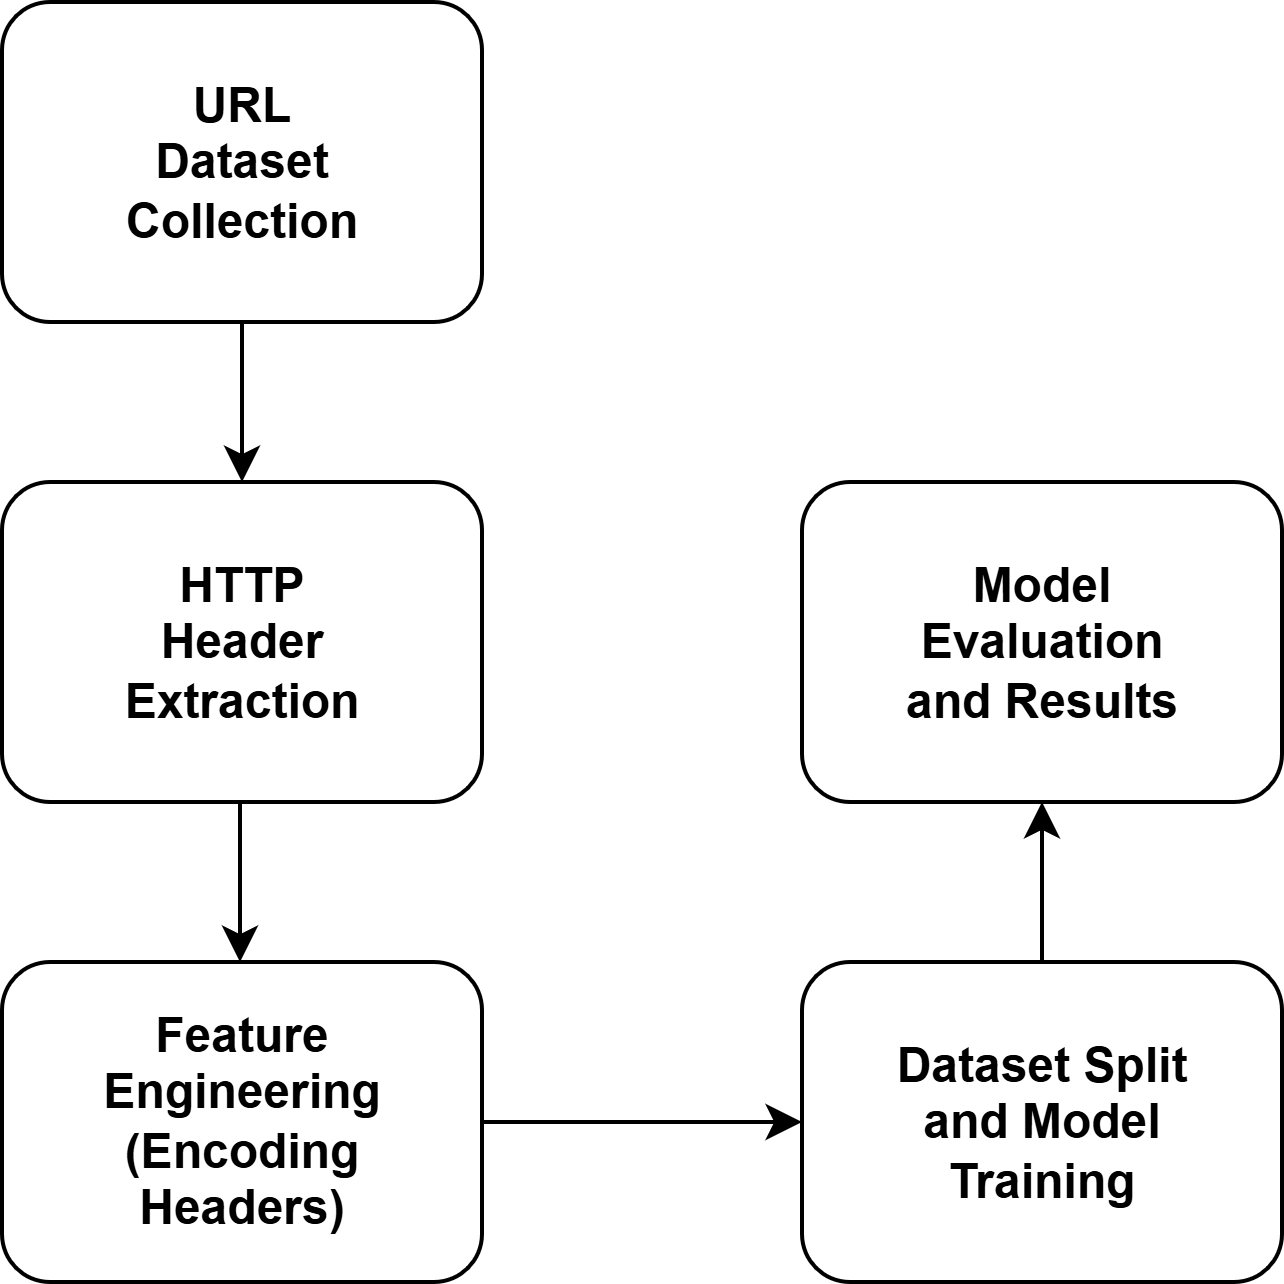 URL
Dataset
Collection
HTTP
Header
Extraction
Feature
Engineering
(Encoding
Headers)
Dataset Split
and Model
Training
Model
Evaluation
and Results